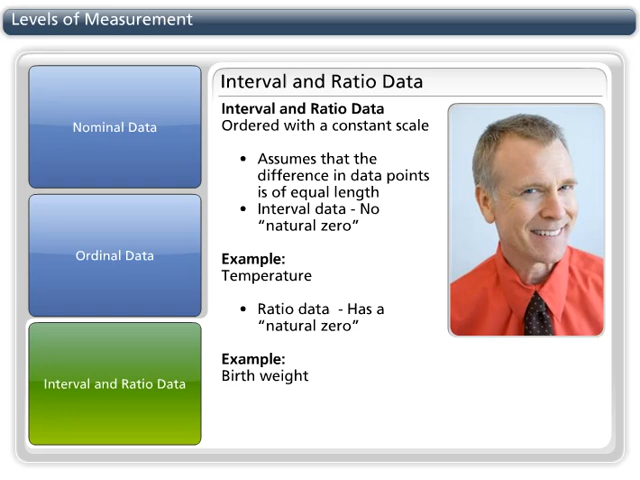 Levels of Measurement
Nominal Data
Ordinal Data
Interval and Ratio Data
Interval and Ratio Data
Interval and Ratio Data
Ordered with a constant scale
• Assumes that the
difference in data points
is of equal length
• Interval data - No
“natural zero”
Example:
Temperature
• Ratio data - Has a
“natural zero”
Example:
Birth weight